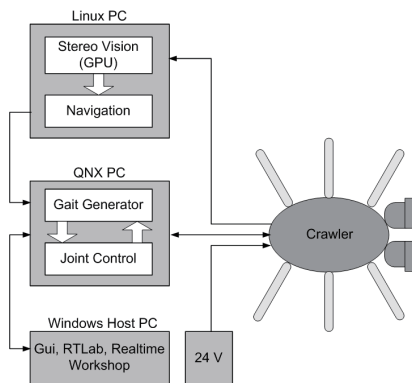 Linux PC
Stereo Vision
(GPU)
Navigation
QNX PC
Gait Generator
Joint Control
Crawler
Windows Host PC
Gui, RTLab, Realtime
Workshop
24 V